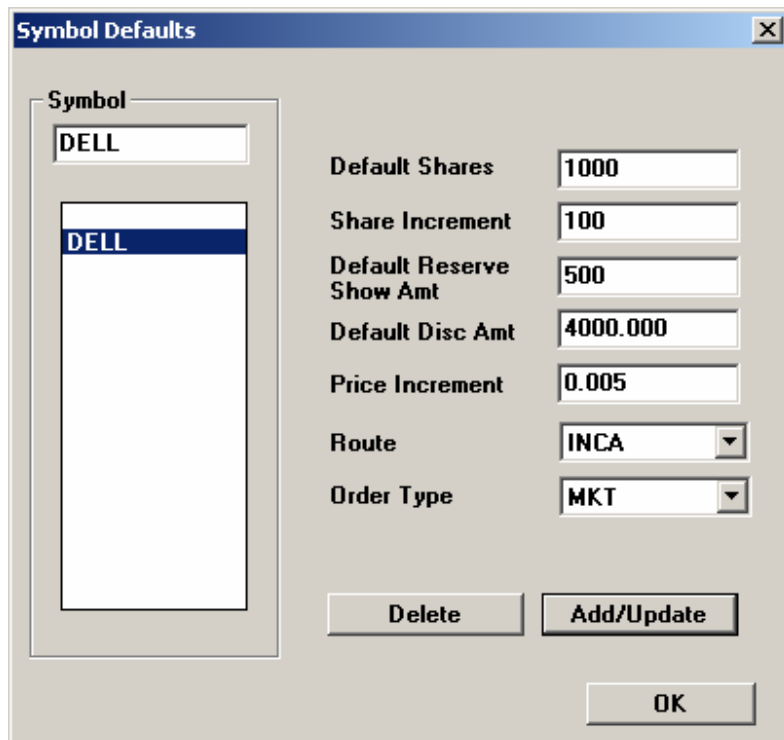 Symbol Defaults
Symbol
DELL
DELL
Default Shares 1000
Share Increment 100
Default Reserve
Show Amt 500
Default Disc Amt 4000.000
Price Increment 0.005
Route INCA
Order Type MKT
Delete Add/Update
OK